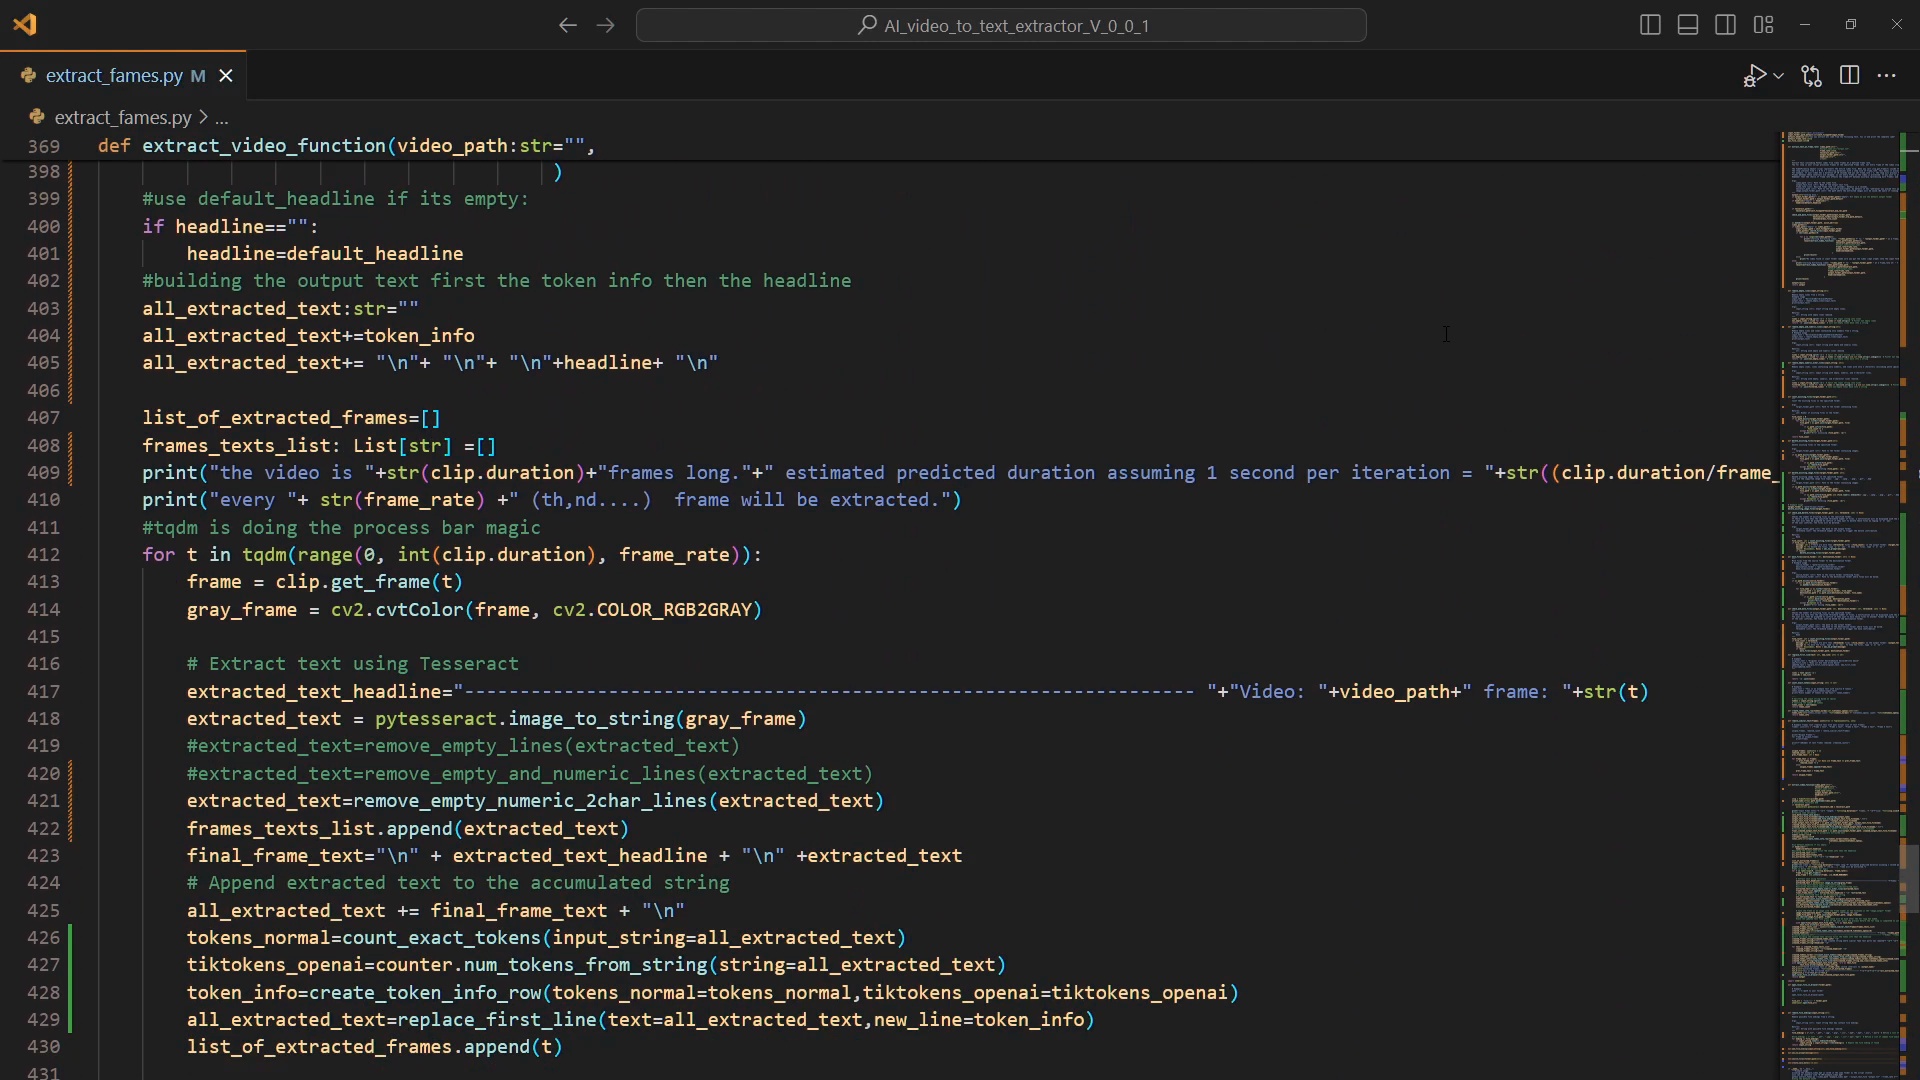 AI_video_to_text_extractor_V_0_0_1
extract_fames.py M
extract_fames.py > ...
369 def extract_video_function(video_path:str="",
398 )
399 #use default_headline if its empty:
400 if headline=="":
401 headline=default_headline
402 #building the output text first the token info then the headline
403 all_extracted_text:str=""
404 all_extracted_text+=token_info
405 all_extracted_text+= "\n"+ "\n"+ "\n"+headline+ "\n"
406
407 list_of_extracted_frames=[]
408 frames_texts_list: List[str] =[]
409 print("the video is "+str(clip.duration)+"frames long."+" estimated predicted duration assuming 1 second per iteration = "+str((clip.duration/frame_
410 print("every "+ str(frame_rate) +" (th,nd....)  frame will be extracted.")
411 #tqdm is doing the process bar magic
412 for t in tqdm(range(0, int(clip.duration), frame_rate)):
413 frame = clip.get_frame(t)
414 gray_frame = cv2.cvtColor(frame, cv2.COLOR_RGB2GRAY)
415
416 # Extract text using Tesseract
417 extracted_text_headline="------------------------------------------------------------------ "+"Video: "+video_path+" frame: "+str(t)
418 extracted_text = pytesseract.image_to_string(gray_frame)
419 #extracted_text=remove_empty_lines(extracted_text)
420 #extracted_text=remove_empty_and_numeric_lines(extracted_text)
421 extracted_text=remove_empty_numeric_2char_lines(extracted_text)
422 frames_texts_list.append(extracted_text)
423 final_frame_text="\n" + extracted_text_headline + "\n" +extracted_text
424 # Append extracted text to the accumulated string
425 all_extracted_text += final_frame_text + "\n"
426 tokens_normal=count_exact_tokens(input_string=all_extracted_text)
427 tiktokens_openai=counter.num_tokens_from_string(string=all_extracted_text)
428 token_info=create_token_info_row(tokens_normal=tokens_normal,tiktokens_openai=tiktokens_openai)
429 all_extracted_text=replace_first_line(text=all_extracted_text,new_line=token_info)
430 list_of_extracted_frames.append(t)
431